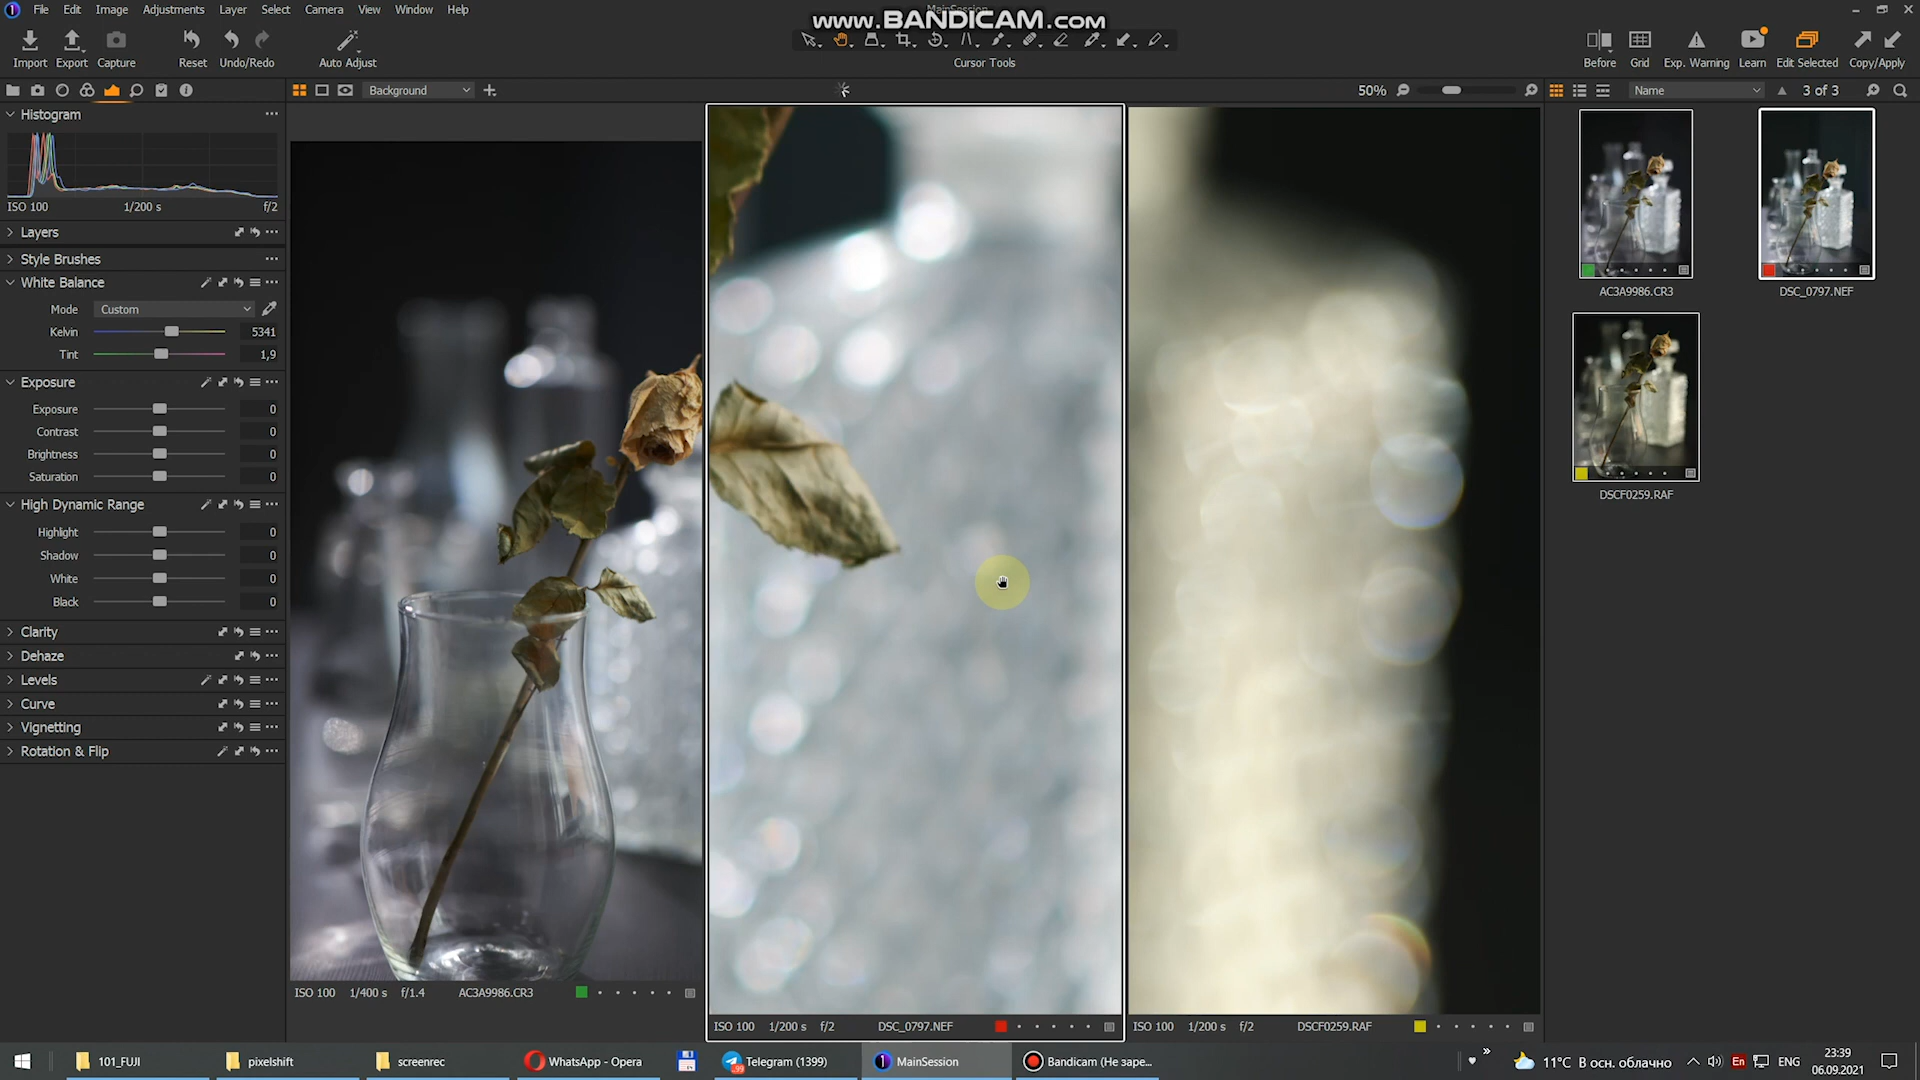 File Edit Image Adjustments Layer Select Camera View Window Help
www.BANDICAM.com
Import Export Capture Reset Undo/Redo Auto Adjust Cursor Tools Before Grid Exp. Warning Learn Edit Selected Copy/Apply
Background 50% Name 3 of 3
Histogram
ISO 100 1/200 s f/2
Layers
Style Brushes
White Balance
Mode Custom
Kelvin 5341
Tint 1,9
Exposure
Exposure 0
Contrast 0
Brightness 0
Saturation 0
High Dynamic Range
Highlight 0
Shadow 0
White 0
Black 0
Clarity
Dehaze
Levels
Curve
Vignetting
Rotation & Flip
ISO 100 1/400 s f/1.4 AC3A9986.CR3
ISO 100 1/200 s f/2 DSC_0797.NEF
ISO 100 1/200 s f/2 DSCF0259.RAF
AC3A9986.CR3 DSC_0797.NEF
DSCF0259.RAF
101_FUJI pixelshift screenrec WhatsApp - Opera Telegram (1399) MainSession Bandicam (Не заре... 11°C В осн. облачно En ENG 23:39
06.09.2021